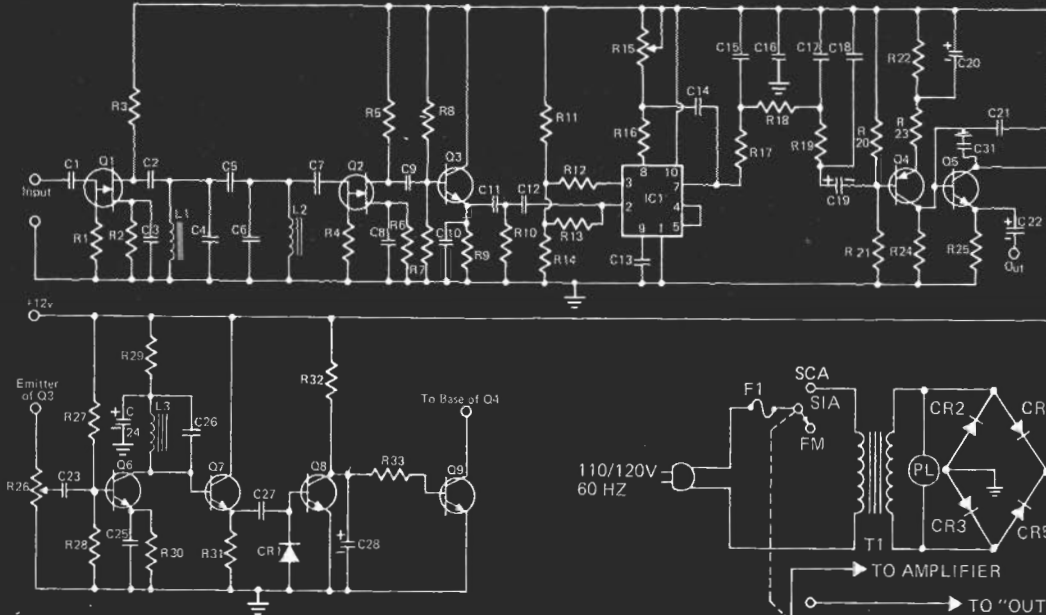 R15
C15
C16
C17
C18
R22
C20
R3
R5
R8
R11
C14
R18
C21
R16
R17
R19
R 20
R 23
C31
C1
Q1
C2
C5
C7
Q2
C9
Q3
R12
8
10
3
7
IC1
2
4
9
1
5
Q4
Q5
Input
L1
L2
C11
C12
C19
C22
R1
R2
C3
C4
C6
R4
C8
R6
R7
C10
R9
R10
R13
R14
C13
R21
R24
R25
Out
+12v
R29
R32
Emitter
of Q3
To Base of Q4
R27
C 24
L3
C26
F1
SCA
SIA
FM
CR2
CR
R26
C23
Q6
Q7
Q8
R33
Q9
C27
110/120V
60 HZ
PL
R28
C25
R30
R31
CR1
C28
T1
CR3
CR5
TO AMPLIFIER
TO "OUT